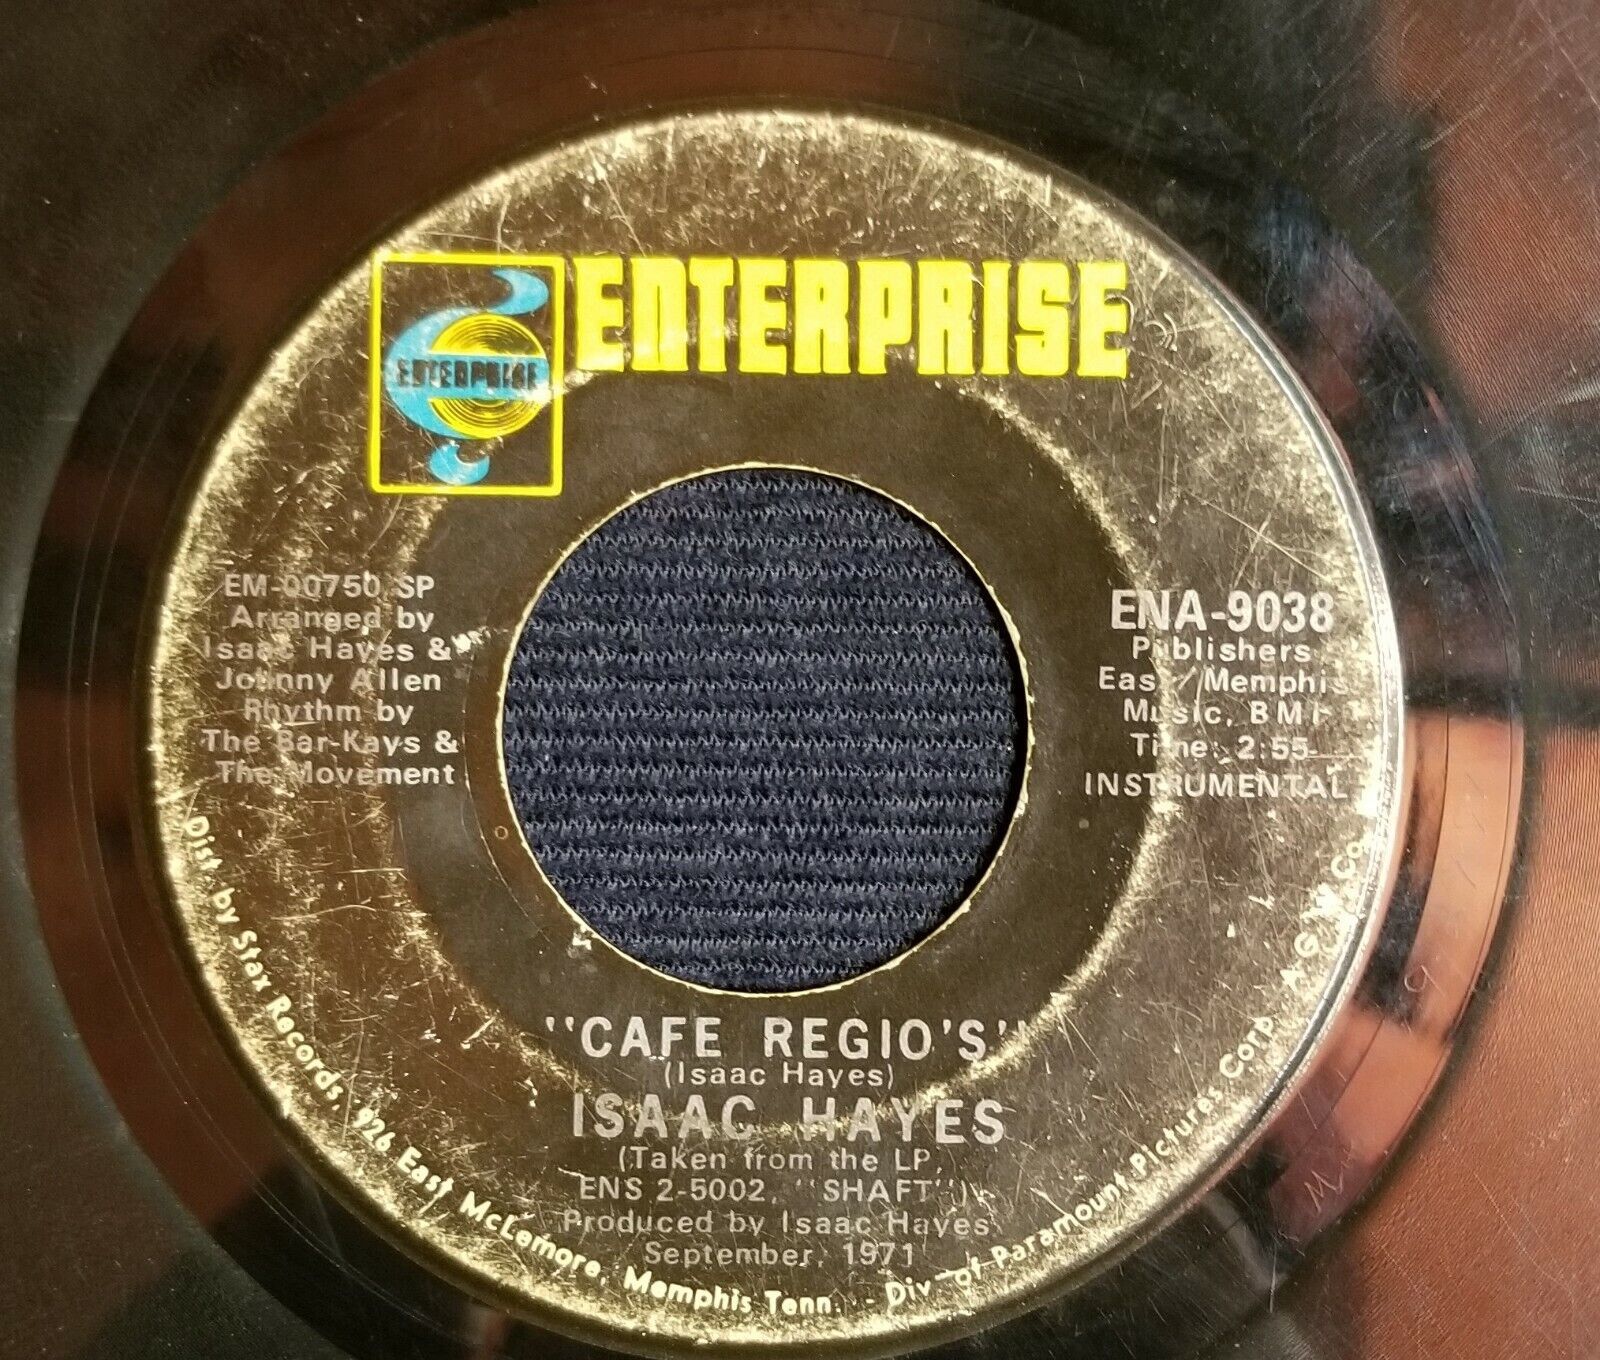 ENTERPRISE
ENTERPRISE
EM-00750 SP
Arranged by
Isaac Hayes &
Johnny Allen
Rhythm by
The Bar-Kays &
The Movement
ENA-9038
Publishers
East Memphis
Music, BMI
Time: 2:55
INSTRUMENTAL
"CAFE REGIO'S"
(Isaac Hayes)
ISAAC HAYES
(Taken from the LP,
ENS 2-5002, "SHAFT")
Produced by Isaac Hayes
September, 1971
Dist. by Stax Records, 926 East McLemore, Memphis Tenn. - Div of Paramount Pictures Corp. A G+W Co.